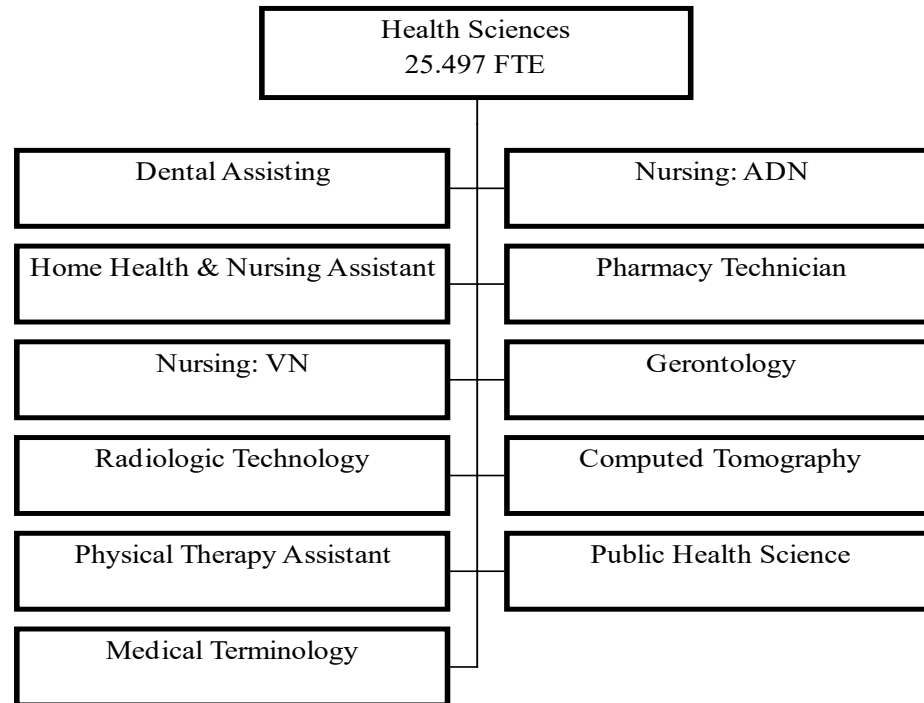 Health Sciences
25.497 FTE
Dental Assisting
Nursing: ADN
Home Health & Nursing Assistant
Pharmacy Technician
Nursing: VN
Gerontology
Radiologic Technology
Computed Tomography
Physical Therapy Assistant
Public Health Science
Medical Terminology